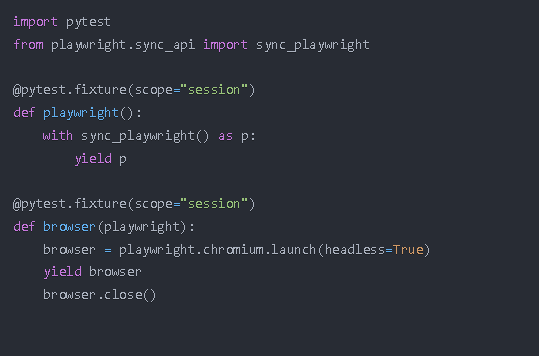 import pytest
from playwright.sync_api import sync_playwright

@pytest.fixture(scope="session")
def playwright():
    with sync_playwright() as p:
        yield p

@pytest.fixture(scope="session")
def browser(playwright):
    browser = playwright.chromium.launch(headless=True)
    yield browser
    browser.close()